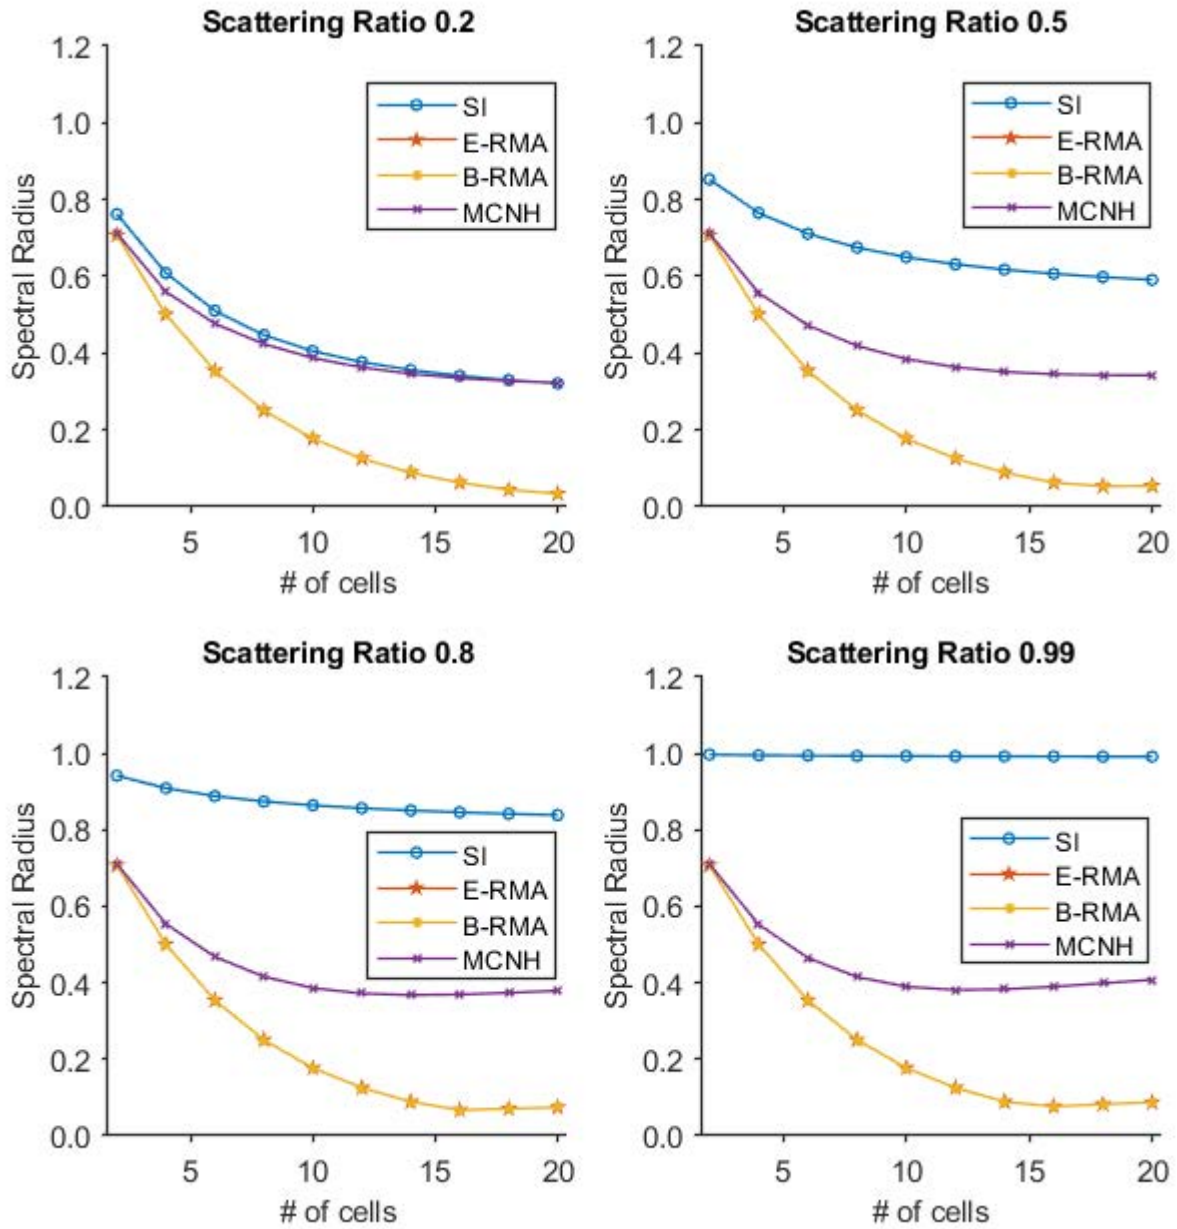 Scattering Ratio 0.2
1.2
1.0
0.8
0.6
0.4
0.2
0.0
Spectral Radius
SI
E-RMA
B-RMA
MCNH
5 10 15 20
# of cells
Scattering Ratio 0.5
1.2
1.0
0.8
0.6
0.4
0.2
0.0
Spectral Radius
SI
E-RMA
B-RMA
MCNH
5 10 15 20
# of cells
Scattering Ratio 0.8
1.2
1.0
0.8
0.6
0.4
0.2
0.0
Spectral Radius
SI
E-RMA
B-RMA
MCNH
5 10 15 20
# of cells
Scattering Ratio 0.99
1.2
1.0
0.8
0.6
0.4
0.2
0.0
Spectral Radius
SI
E-RMA
B-RMA
MCNH
5 10 15 20
# of cells